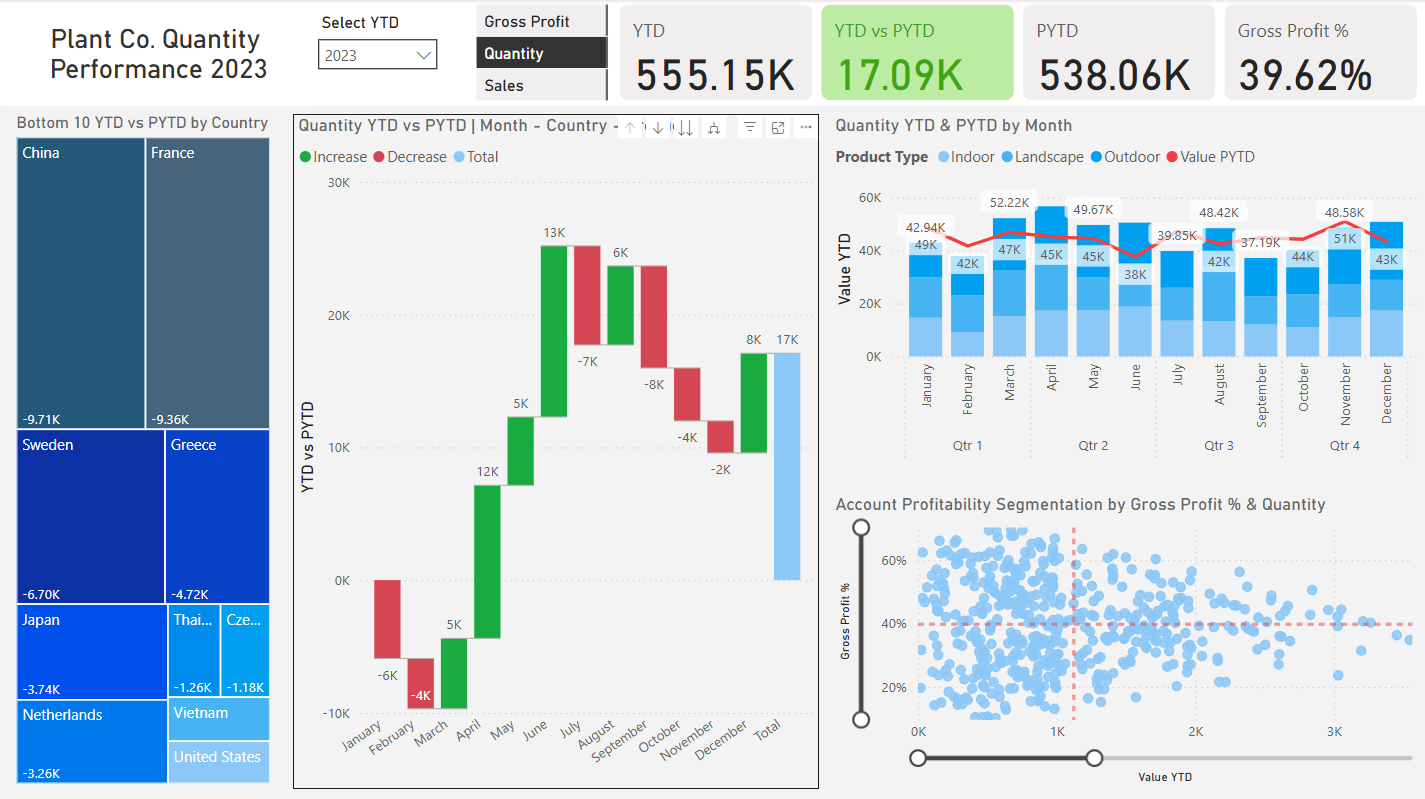 Plant Co. Quantity
Performance 2023
Select YTD
2023
Gross Profit
Quantity
Sales
YTD
555.15K
YTD vs PYTD
17.09K
PYTD
538.06K
Gross Profit %
39.62%
Bottom 10 YTD vs PYTD by Country
China
-9.71K
France
-9.36K
Sweden
-6.70K
Greece
-4.72K
Japan
-3.74K
Thai...
-1.26K
Cze...
-1.18K
Netherlands
-3.26K
Vietnam
United States
Quantity YTD vs PYTD | Month - Country -
Increase Decrease Total
YTD vs PYTD
30K
20K
10K
0K
-10K
-6K
-4K
5K
12K
5K
13K
-7K
6K
-8K
-4K
-2K
8K
17K
January
February
March
April
May
June
July
August
September
October
November
December
Total
Quantity YTD & PYTD by Month
Product Type Indoor Landscape Outdoor Value PYTD
Value YTD
60K
40K
20K
0K
42.94K
52.22K
49.67K
39.85K
48.42K
37.19K
48.58K
49K
42K
47K
45K
45K
38K
42K
44K
51K
43K
January
February
March
April
May
June
July
August
September
October
November
December
Qtr 1
Qtr 2
Qtr 3
Qtr 4
Account Profitability Segmentation by Gross Profit % & Quantity
Gross Profit %
60%
40%
20%
0K
1K
2K
3K
Value YTD